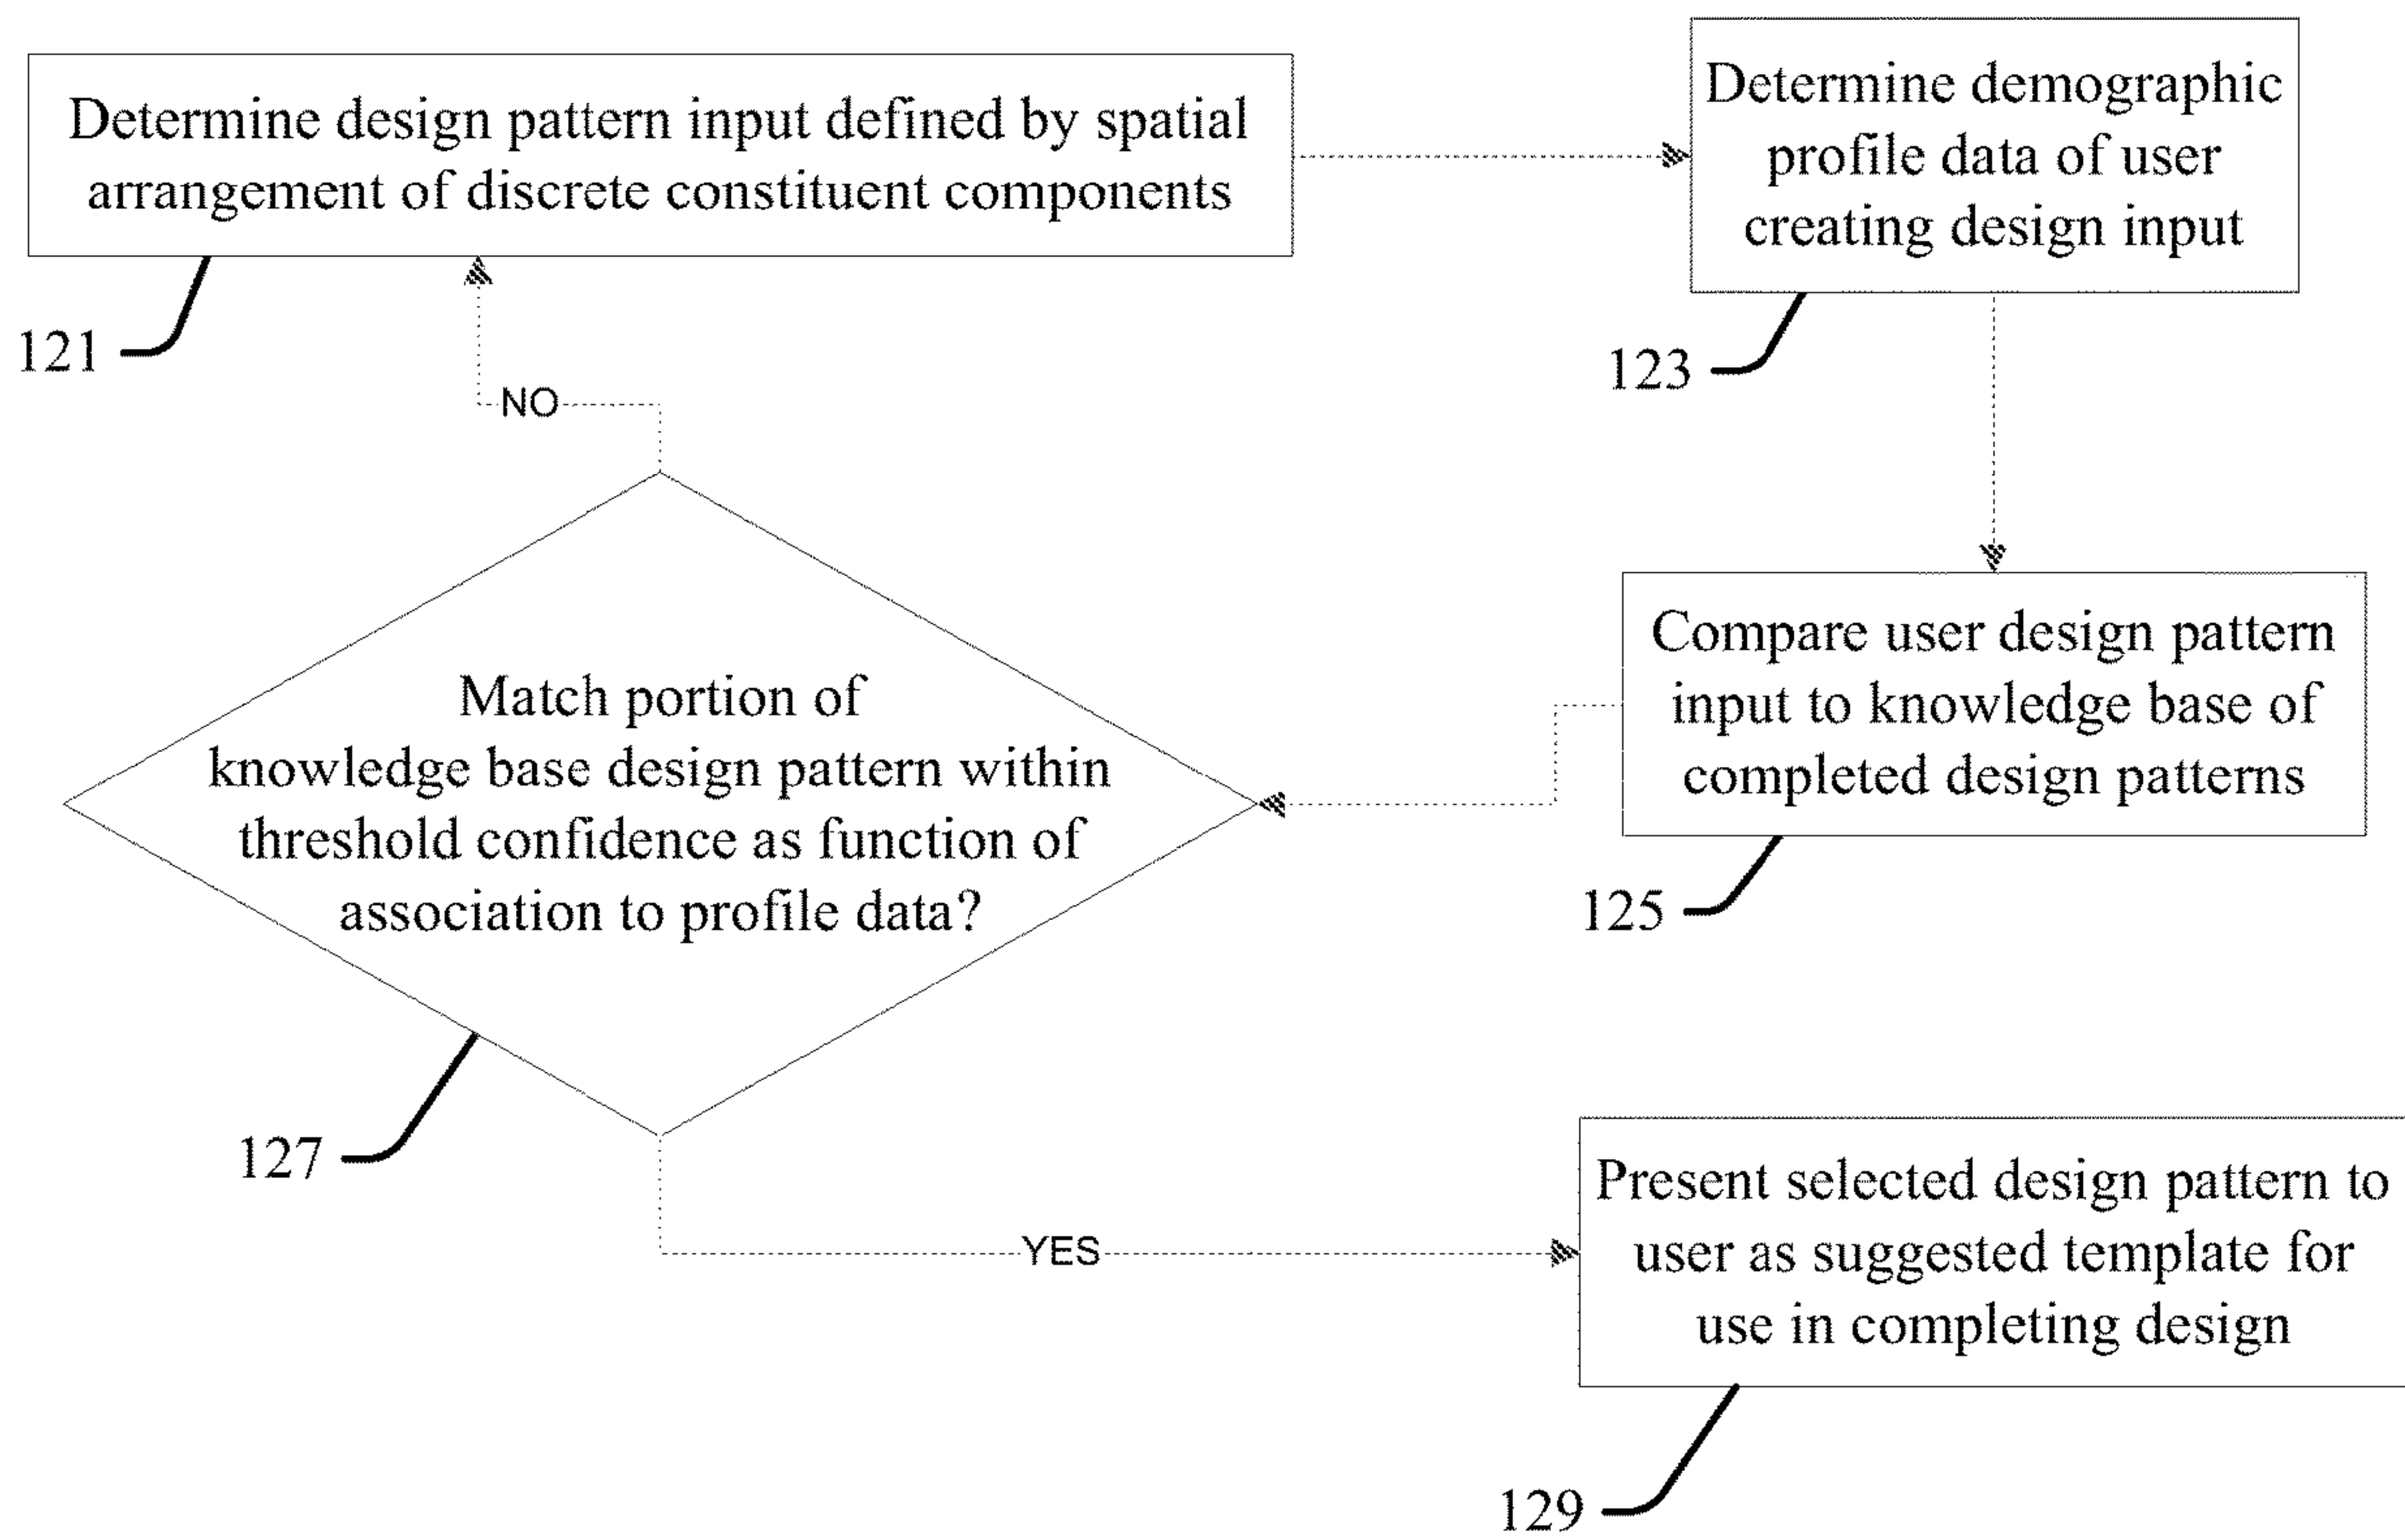 Determine design pattern input defined by spatial
arrangement of discrete constituent components
121
Determine demographic
profile data of user
creating design input
123
NO
Compare user design pattern
input to knowledge base of
completed design patterns
125
Match portion of
knowledge base design pattern within
threshold confidence as function of
association to profile data?
127
YES
Present selected design pattern to
user as suggested template for
use in completing design
129